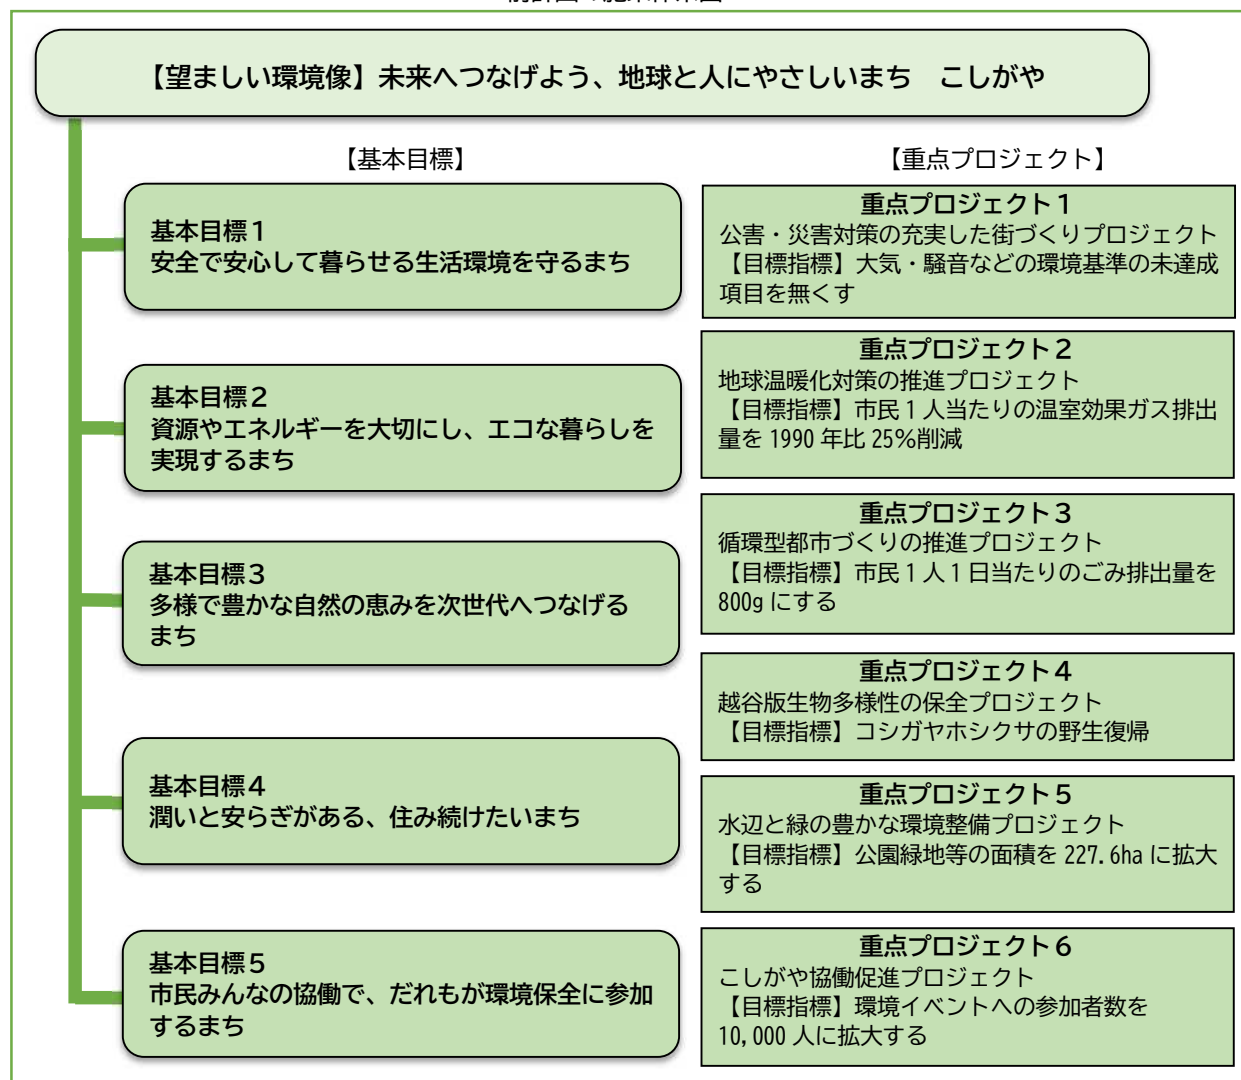 【望ましい環境像】未来へつなげよう、地球と人にやさしいまち　こしがや
【基本目標】
基本目標１
安全で安心して暮らせる生活環境を守るまち
基本目標２
資源やエネルギーを大切にし、エコな暮らしを
実現するまち
基本目標３
多様で豊かな自然の恵みを次世代へつなげる
まち
基本目標４
潤いと安らぎがある、住み続けたいまち
基本目標５
市民みんなの協働で、だれもが環境保全に参加
するまち
【重点プロジェクト】
重点プロジェクト１
公害・災害対策の充実した街づくりプロジェクト
【目標指標】大気・騒音などの環境基準の未達成
項目を無くす
重点プロジェクト２
地球温暖化対策の推進プロジェクト
【目標指標】市民１人当たりの温室効果ガス排出
量を 1990 年比 25%削減
重点プロジェクト３
循環型都市づくりの推進プロジェクト
【目標指標】市民１人１日当たりのごみ排出量を
800g にする
重点プロジェクト４
越谷版生物多様性の保全プロジェクト
【目標指標】コシガヤホシクサの野生復帰
重点プロジェクト５
水辺と緑の豊かな環境整備プロジェクト
【目標指標】公園緑地等の面積を 227.6ha に拡大
する
重点プロジェクト６
こしがや協働促進プロジェクト
【目標指標】環境イベントへの参加者数を
10,000 人に拡大する